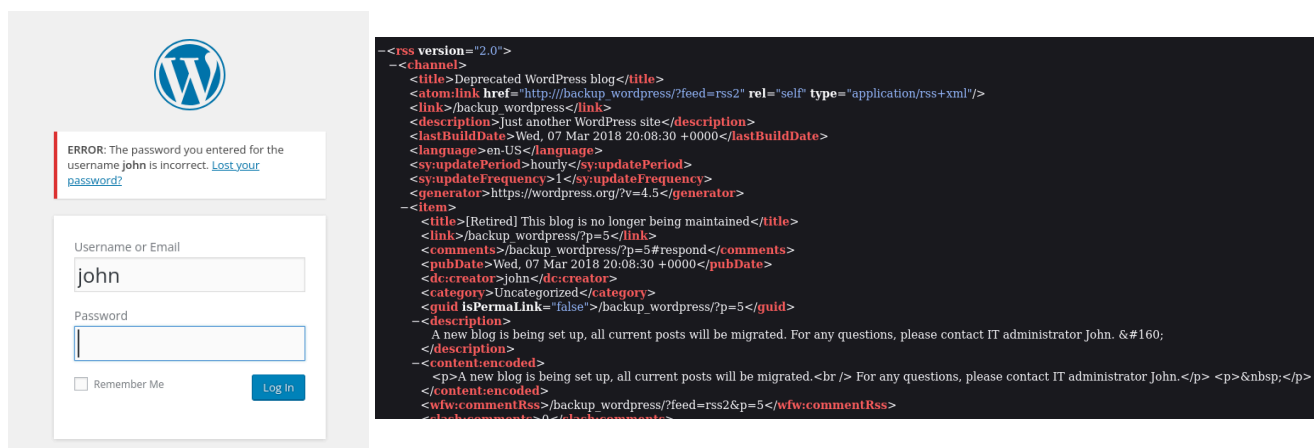 ERROR: The password you entered for the
username john is incorrect. Lost your
password?
Username or Email
john
Password
Remember Me
Log In
−<rss version="2.0">
−<channel>
<title>Deprecated WordPress blog</title>
<atom:link href="http:///backup_wordpress/?feed=rss2" rel="self" type="application/rss+xml"/>
<link>/backup_wordpress</link>
<description>Just another WordPress site</description>
<lastBuildDate>Wed, 07 Mar 2018 20:08:30 +0000</lastBuildDate>
<language>en-US</language>
<sy:updatePeriod>hourly</sy:updatePeriod>
<sy:updateFrequency>1</sy:updateFrequency>
<generator>https://wordpress.org/?v=4.5</generator>
−<item>
<title>[Retired] This blog is no longer being maintained</title>
<link>/backup_wordpress/?p=5</link>
<comments>/backup_wordpress/?p=5#respond</comments>
<pubDate>Wed, 07 Mar 2018 20:08:30 +0000</pubDate>
<dc:creator>john</dc:creator>
<category>Uncategorized</category>
<guid isPermaLink="false">/backup_wordpress/?p=5</guid>
−<description>
A new blog is being set up, all current posts will be migrated. For any questions, please contact IT administrator John. &#160;
</description>
−<content:encoded>
<p>A new blog is being set up, all current posts will be migrated.<br /> For any questions, please contact IT administrator John.</p> <p>&nbsp;</p>
</content:encoded>
<wfw:commentRss>/backup_wordpress/?feed=rss2&p=5</wfw:commentRss>
<slash:comments>0</slash:comments>